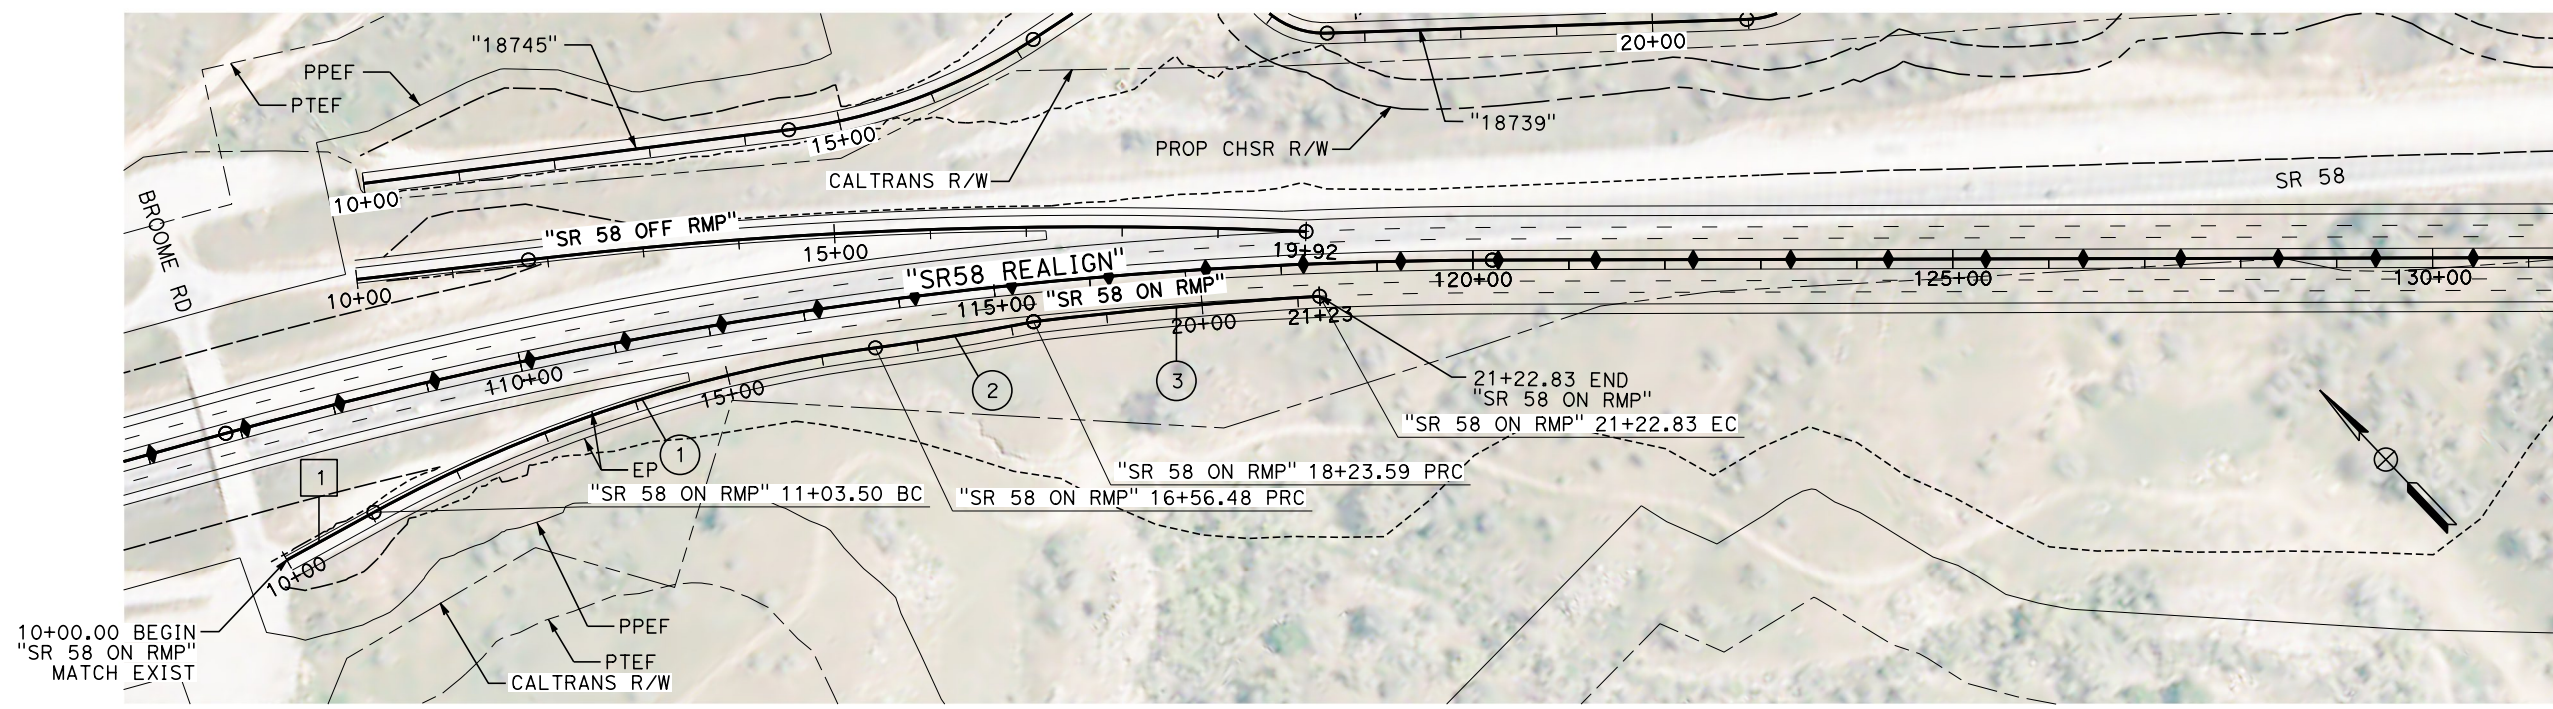 "18745"
PPEF
PTEF
20+00
15+00
"18739"
PROP CHSR R/W
CALTRANS R/W
SR 58
10+00
BROOME RD
"SR 58 OFF RMP"
15+00
19+92
10+00
"SR58 REALIGN"
120+00
125+00
130+00
"SR 58 ON RMP"
115+00
20+00
21+23
110+00
15+00
2
3
21+22.83 END
"SR 58 ON RMP"
"SR 58 ON RMP" 21+22.83 EC
1
EP
1
"SR 58 ON RMP" 18+23.59 PRC
"SR 58 ON RMP" 11+03.50 BC
"SR 58 ON RMP" 16+56.48 PRC
10+00
10+00.00 BEGIN
"SR 58 ON RMP"
MATCH EXIST
PPEF
PTEF
CALTRANS R/W